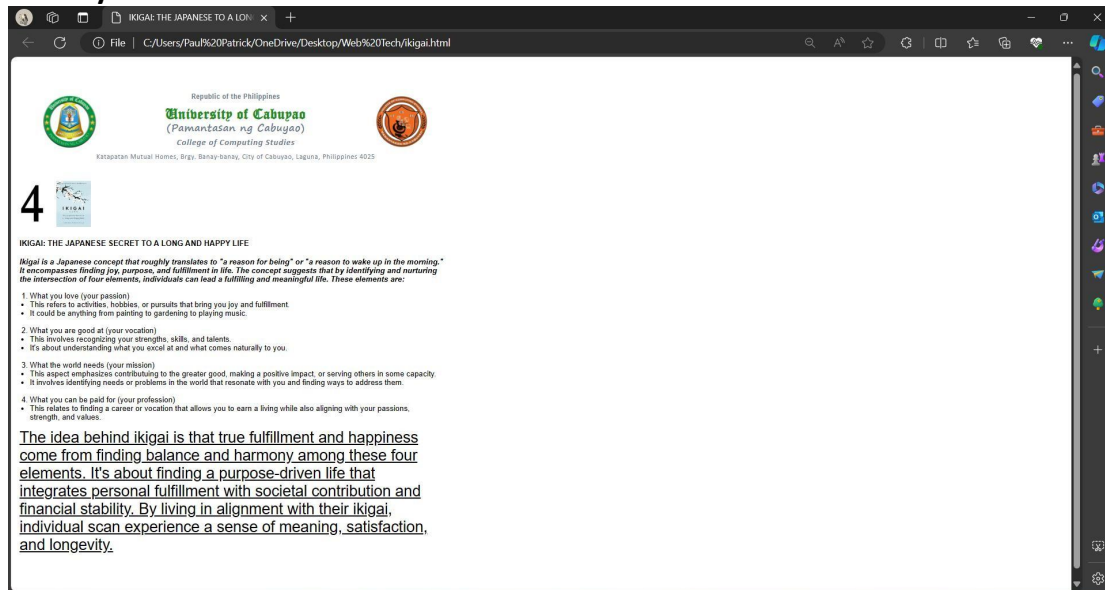 IKIGAI: THE JAPANESE TO A LON
File | C:/Users/Paul%20Patrick/OneDrive/Desktop/Web%20Tech/ikigai.html
Republic of the Philippines
University of Cabuyao
(Pamantasan ng Cabuyao)
College of Computing Studies
Katapatan Mutual Homes, Brgy. Banay-banay, City of Cabuyao, Laguna, Philippines 4025
4
IKIGAI
IKIGAI: THE JAPANESE SECRET TO A LONG AND HAPPY LIFE
Ikigai is a Japanese concept that roughly translates to "a reason for being" or "a reason to wake up in the morning."
It encompasses finding joy, purpose, and fulfillment in life. The concept suggests that by identifying and nurturing
the intersection of four elements, individuals can lead a fulfilling and meaningful life. These elements are:
1. What you love (your passion)
• This refers to activities, hobbies, or pursuits that bring you joy and fulfillment.
• It could be anything from painting to gardening to playing music.
2. What you are good at (your vocation)
• This involves recognizing your strengths, skills, and talents.
• It's about understanding what you excel at and what comes naturally to you.
3. What the world needs (your mission)
• This aspect emphasizes contributuing to the greater good, making a positive impact, or serving others in some capacity.
• It involves identifying needs or problems in the world that resonate with you and finding ways to address them.
4. What you can be paid for (your profession)
• This relates to finding a career or vocation that allows you to earn a living while also aligning with your passions,
strength, and values.
The idea behind ikigai is that true fulfillment and happiness
come from finding balance and harmony among these four
elements. It's about finding a purpose-driven life that
integrates personal fulfillment with societal contribution and
financial stability. By living in alignment with their ikigai,
individual scan experience a sense of meaning, satisfaction,
and longevity.